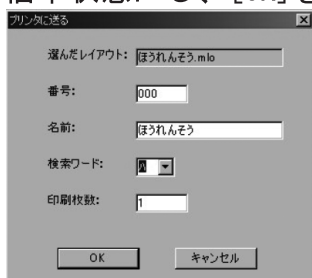 プリンタに送る
選んだレイアウト: ほうれんそう.mlo
番号: 000
名前: ほうれんそう
検索ワード:
印刷枚数: 1
OK キャンセル